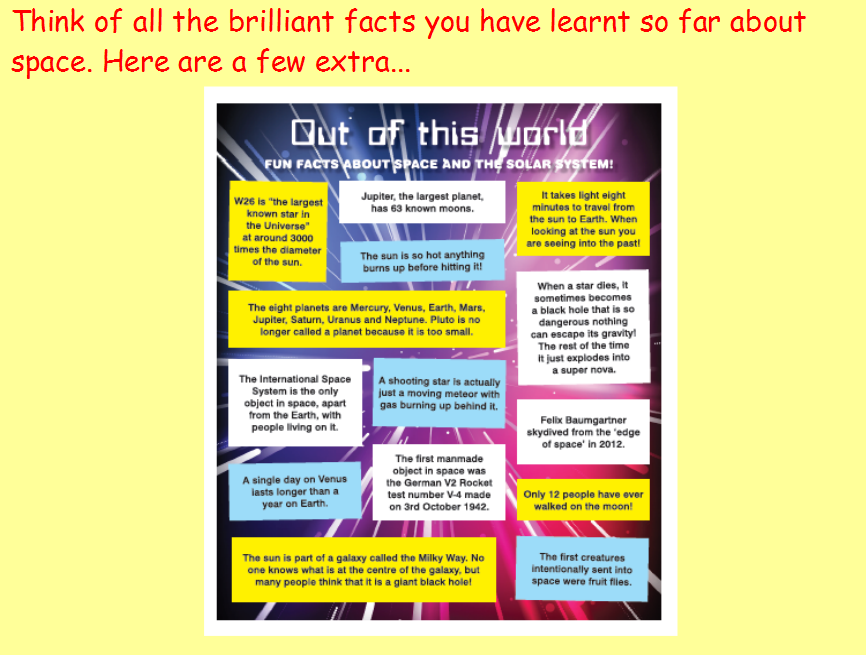 Think of all the brilliant facts you have learnt so far about
space. Here are a few extra...
Out of this world
FUN FACTS ABOUT SPACE AND THE SOLAR SYSTEM!
W26 is "the largest
known star in
the Universe"
at around 3000
times the diameter
of the sun.
Jupiter, the largest planet,
has 63 known moons.
It takes light eight
minutes to travel from
the sun to Earth. When
looking at the sun you
are seeing into the past!
The sun is so hot anything
burns up before hitting it!
The eight planets are Mercury, Venus, Earth, Mars,
Jupiter, Saturn, Uranus and Neptune. Pluto is no
longer called a planet because it is too small.
When a star dies, it
sometimes becomes
a black hole that is so
dangerous nothing
can escape its gravity!
The rest of the time
it just explodes into
a super nova.
The International Space
System is the only
object in space, apart
from the Earth, with
people living on it.
A shooting star is actually
just a moving meteor with
gas burning up behind it.
Felix Baumgartner
skydived from the 'edge
of space' in 2012.
A single day on Venus
lasts longer than a
year on Earth.
The first manmade
object in space was
the German V2 Rocket
test number V-4 made
on 3rd October 1942.
Only 12 people have ever
walked on the moon!
The sun is part of a galaxy called the Milky Way. No
one knows what is at the centre of the galaxy, but
many people think that it is a giant black hole!
The first creatures
intentionally sent into
space were fruit flies.